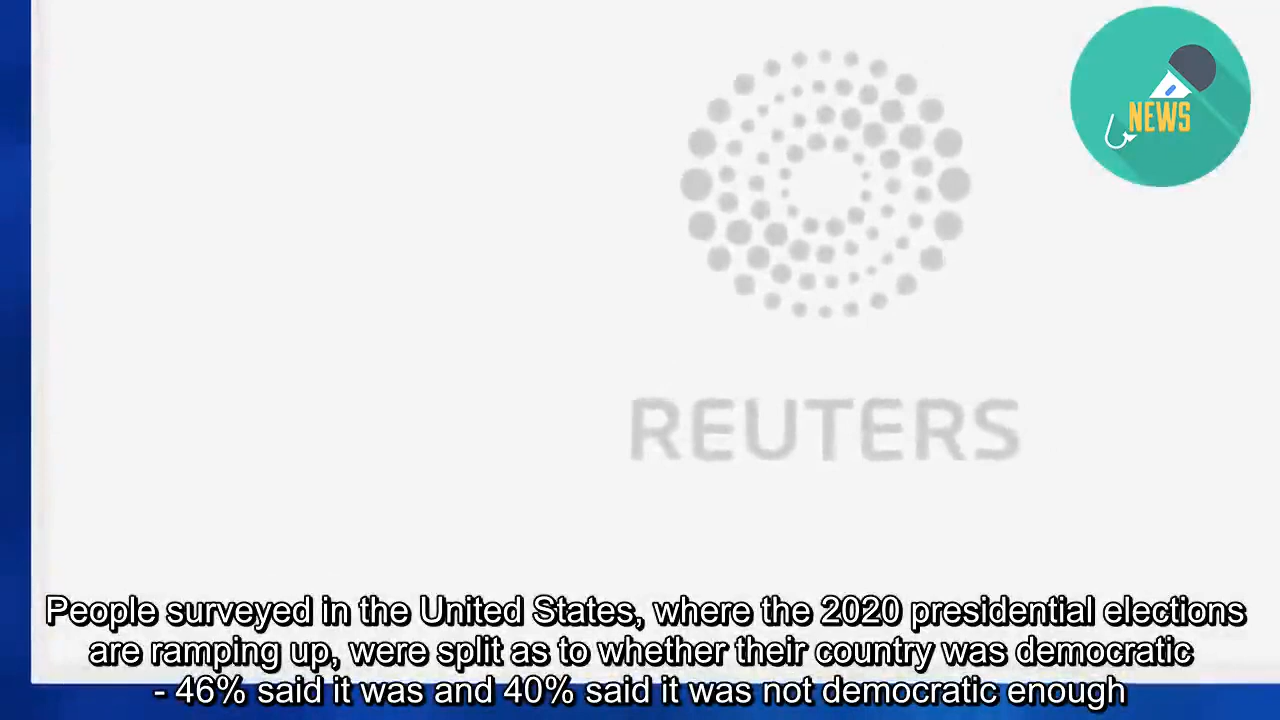 NEWS
REUTERS
People surveyed in the United States, where the 2020 presidential elections
are ramping up, were split as to whether their country was democratic
- 46% said it was and 40% said it was not democratic enough